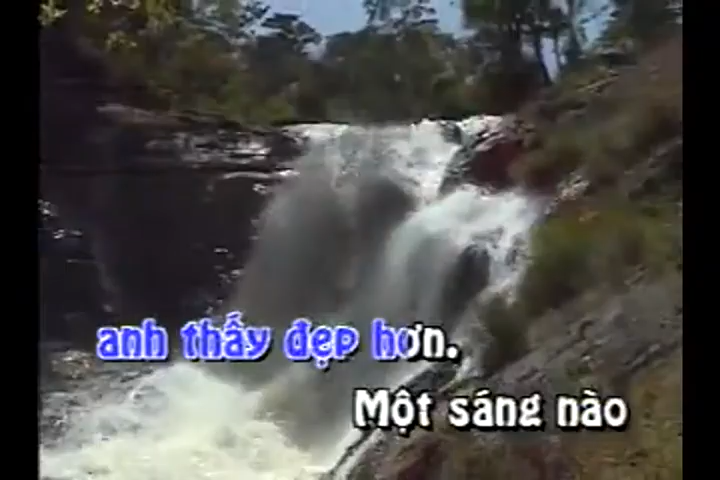 anh thấy đẹp hơn.
Một sáng nào